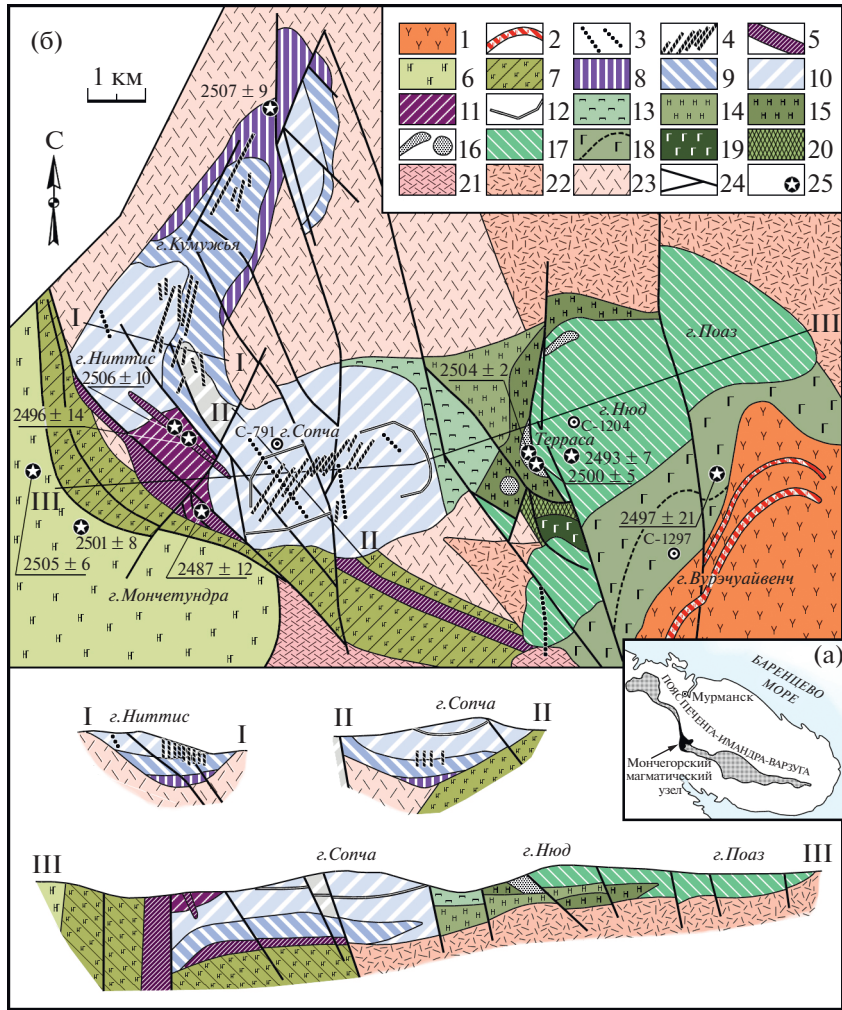 (б)
1 км
С
1
2
3
4
5
6
7
8
9
10
11
12
13
14
15
16
17
18
19
20
21
22
23
24
25
2507 ± 9
г.Кумужья
I
I
г.Ниттис
2506 ± 10
2496 ± 14
II
С-791
г.Сопча
2504 ± 2
г.Поаз
III
г.Нюд
С-1204
Терраса
2493 ± 7
2500 ± 5
III
2497 ± 21
С-1297
2501 ± 8
2505 ± 6
2487 ± 12
II
г.Мончетундра
г.Вурэчуайвенч
(а)
БАРЕНЦЕВО
МОРЕ
Мурманск
ПОЯС ПЕЧЕНГА-ИМАНДРА-ВАРЗУГА
Мончегорский
магматический
узел
I
г.Ниттис
I
II
г.Сопча
II
III
г.Сопча
г.Нюд
г.Поаз
III